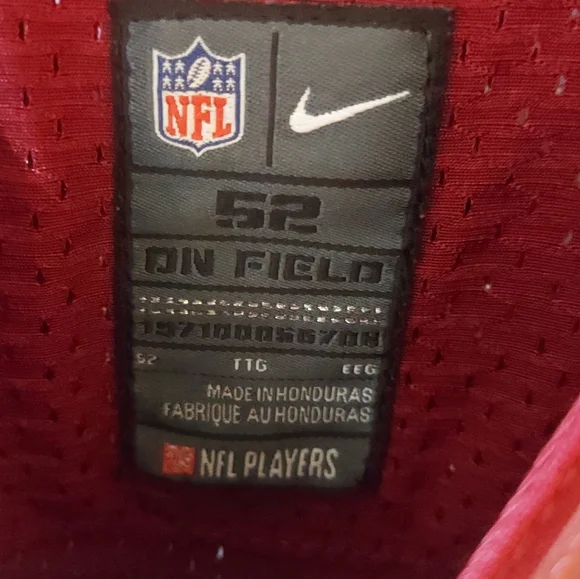 NFL
52
ON FIELD
52 TTG EEG
MADE IN HONDURAS
FABRIQUE AU HONDURAS
NFL PLAYERS